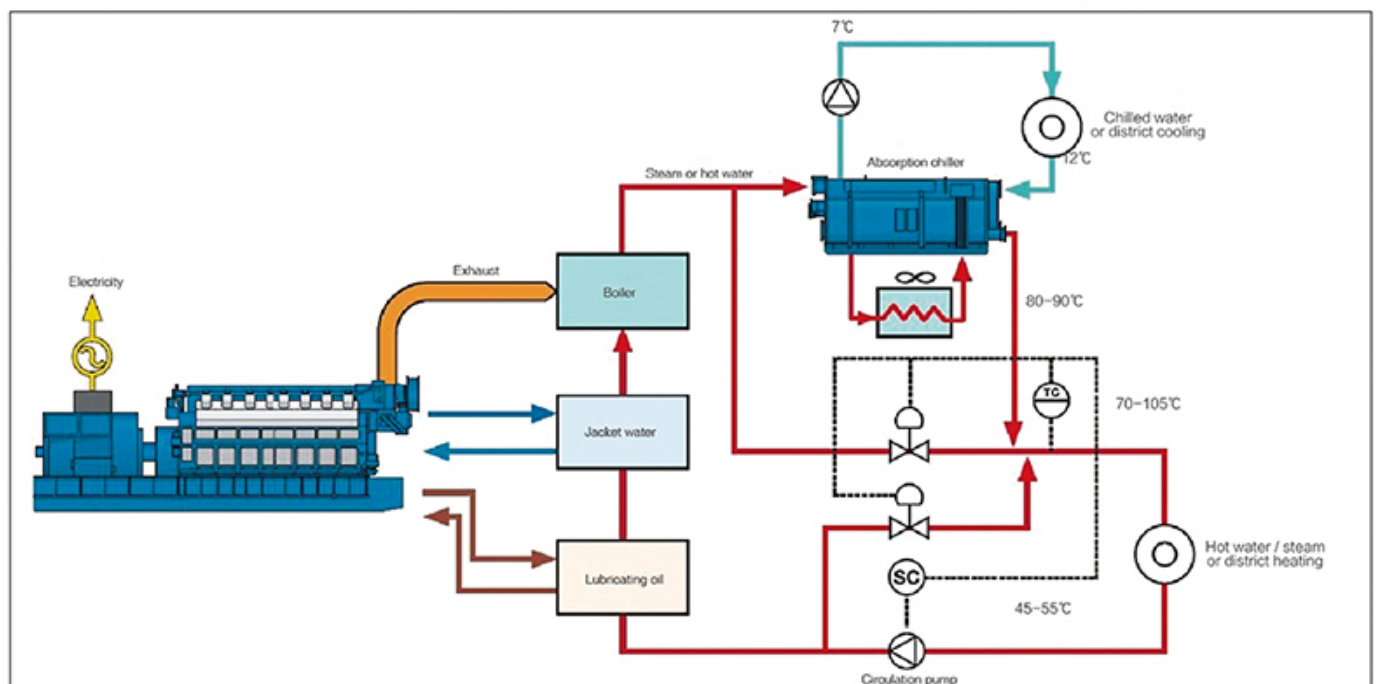 7℃
Chilled water
or district cooling
12℃
Absorption chiller
Steam or hot water
Exhaust
Electricity
Boiler
80-90℃
TC
70-105℃
Jacket water
Hot water / steam
or district heating
Lubricating oil
SC
45-55℃
Circulation pump